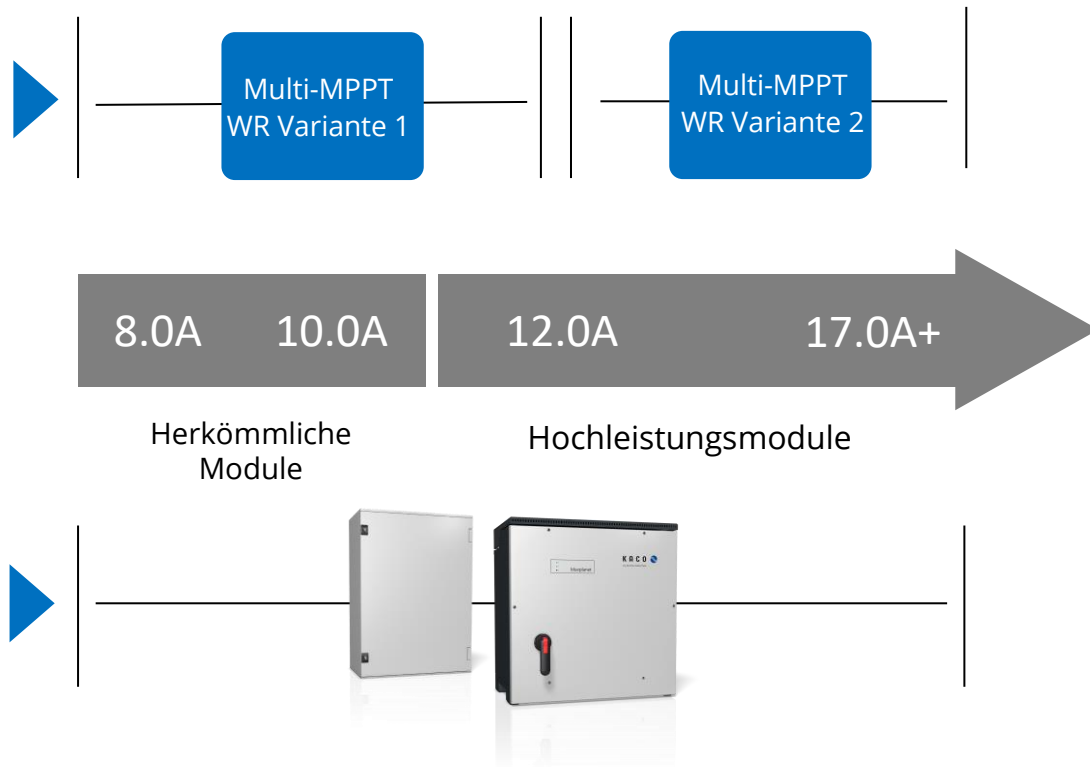 Multi-MPPT
WR Variante 1
Multi-MPPT
WR Variante 2
8.0A
10.0A
12.0A
17.0A+
Herkömmliche
Module
Hochleistungsmodule
KACO